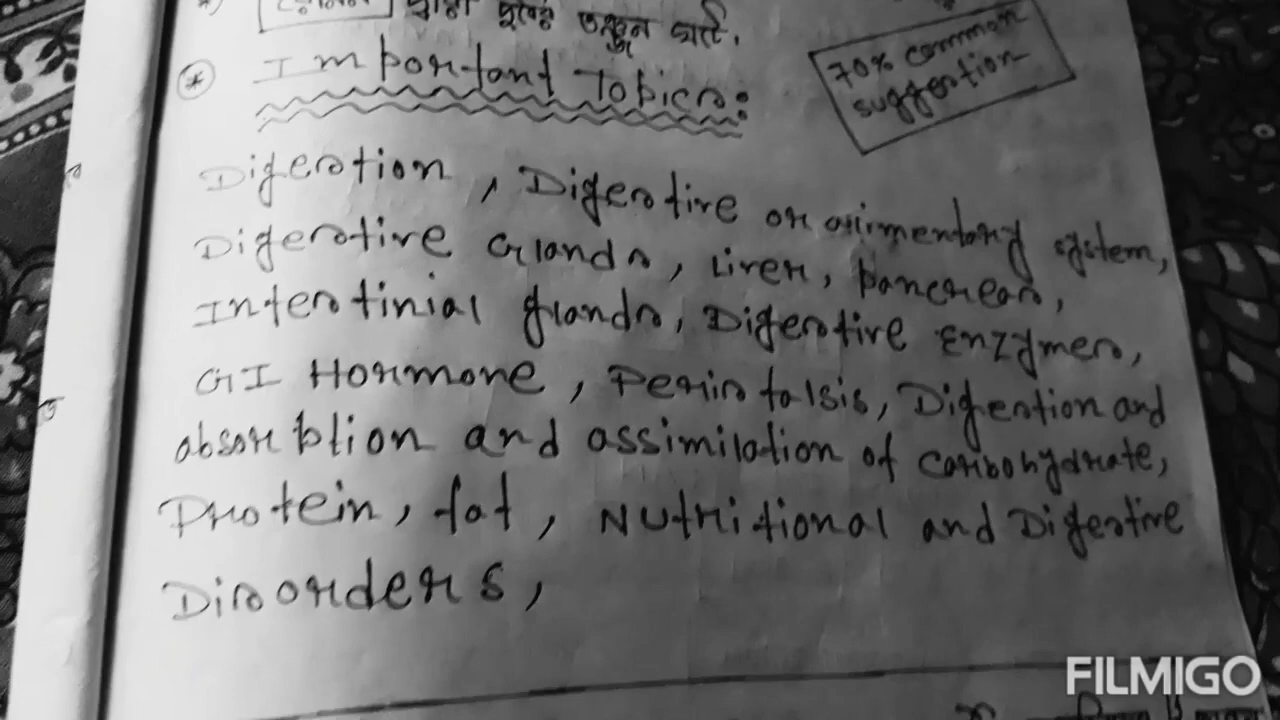 দ্বারা যুবের উকুন মারে.
* Important Topics:
70% common
suggestion
Digestion, Digestive or alimentary system,
Digestive Glands, Liver, Pancreas,
Intestinial glands, Digestive Enzymes,
GI Hormone, Peristalsis, Digestion and
absorbtion and assimilation of carbohydrate,
Protein, fat, Nutritional and Digestive
Disorders,
FILMIGO